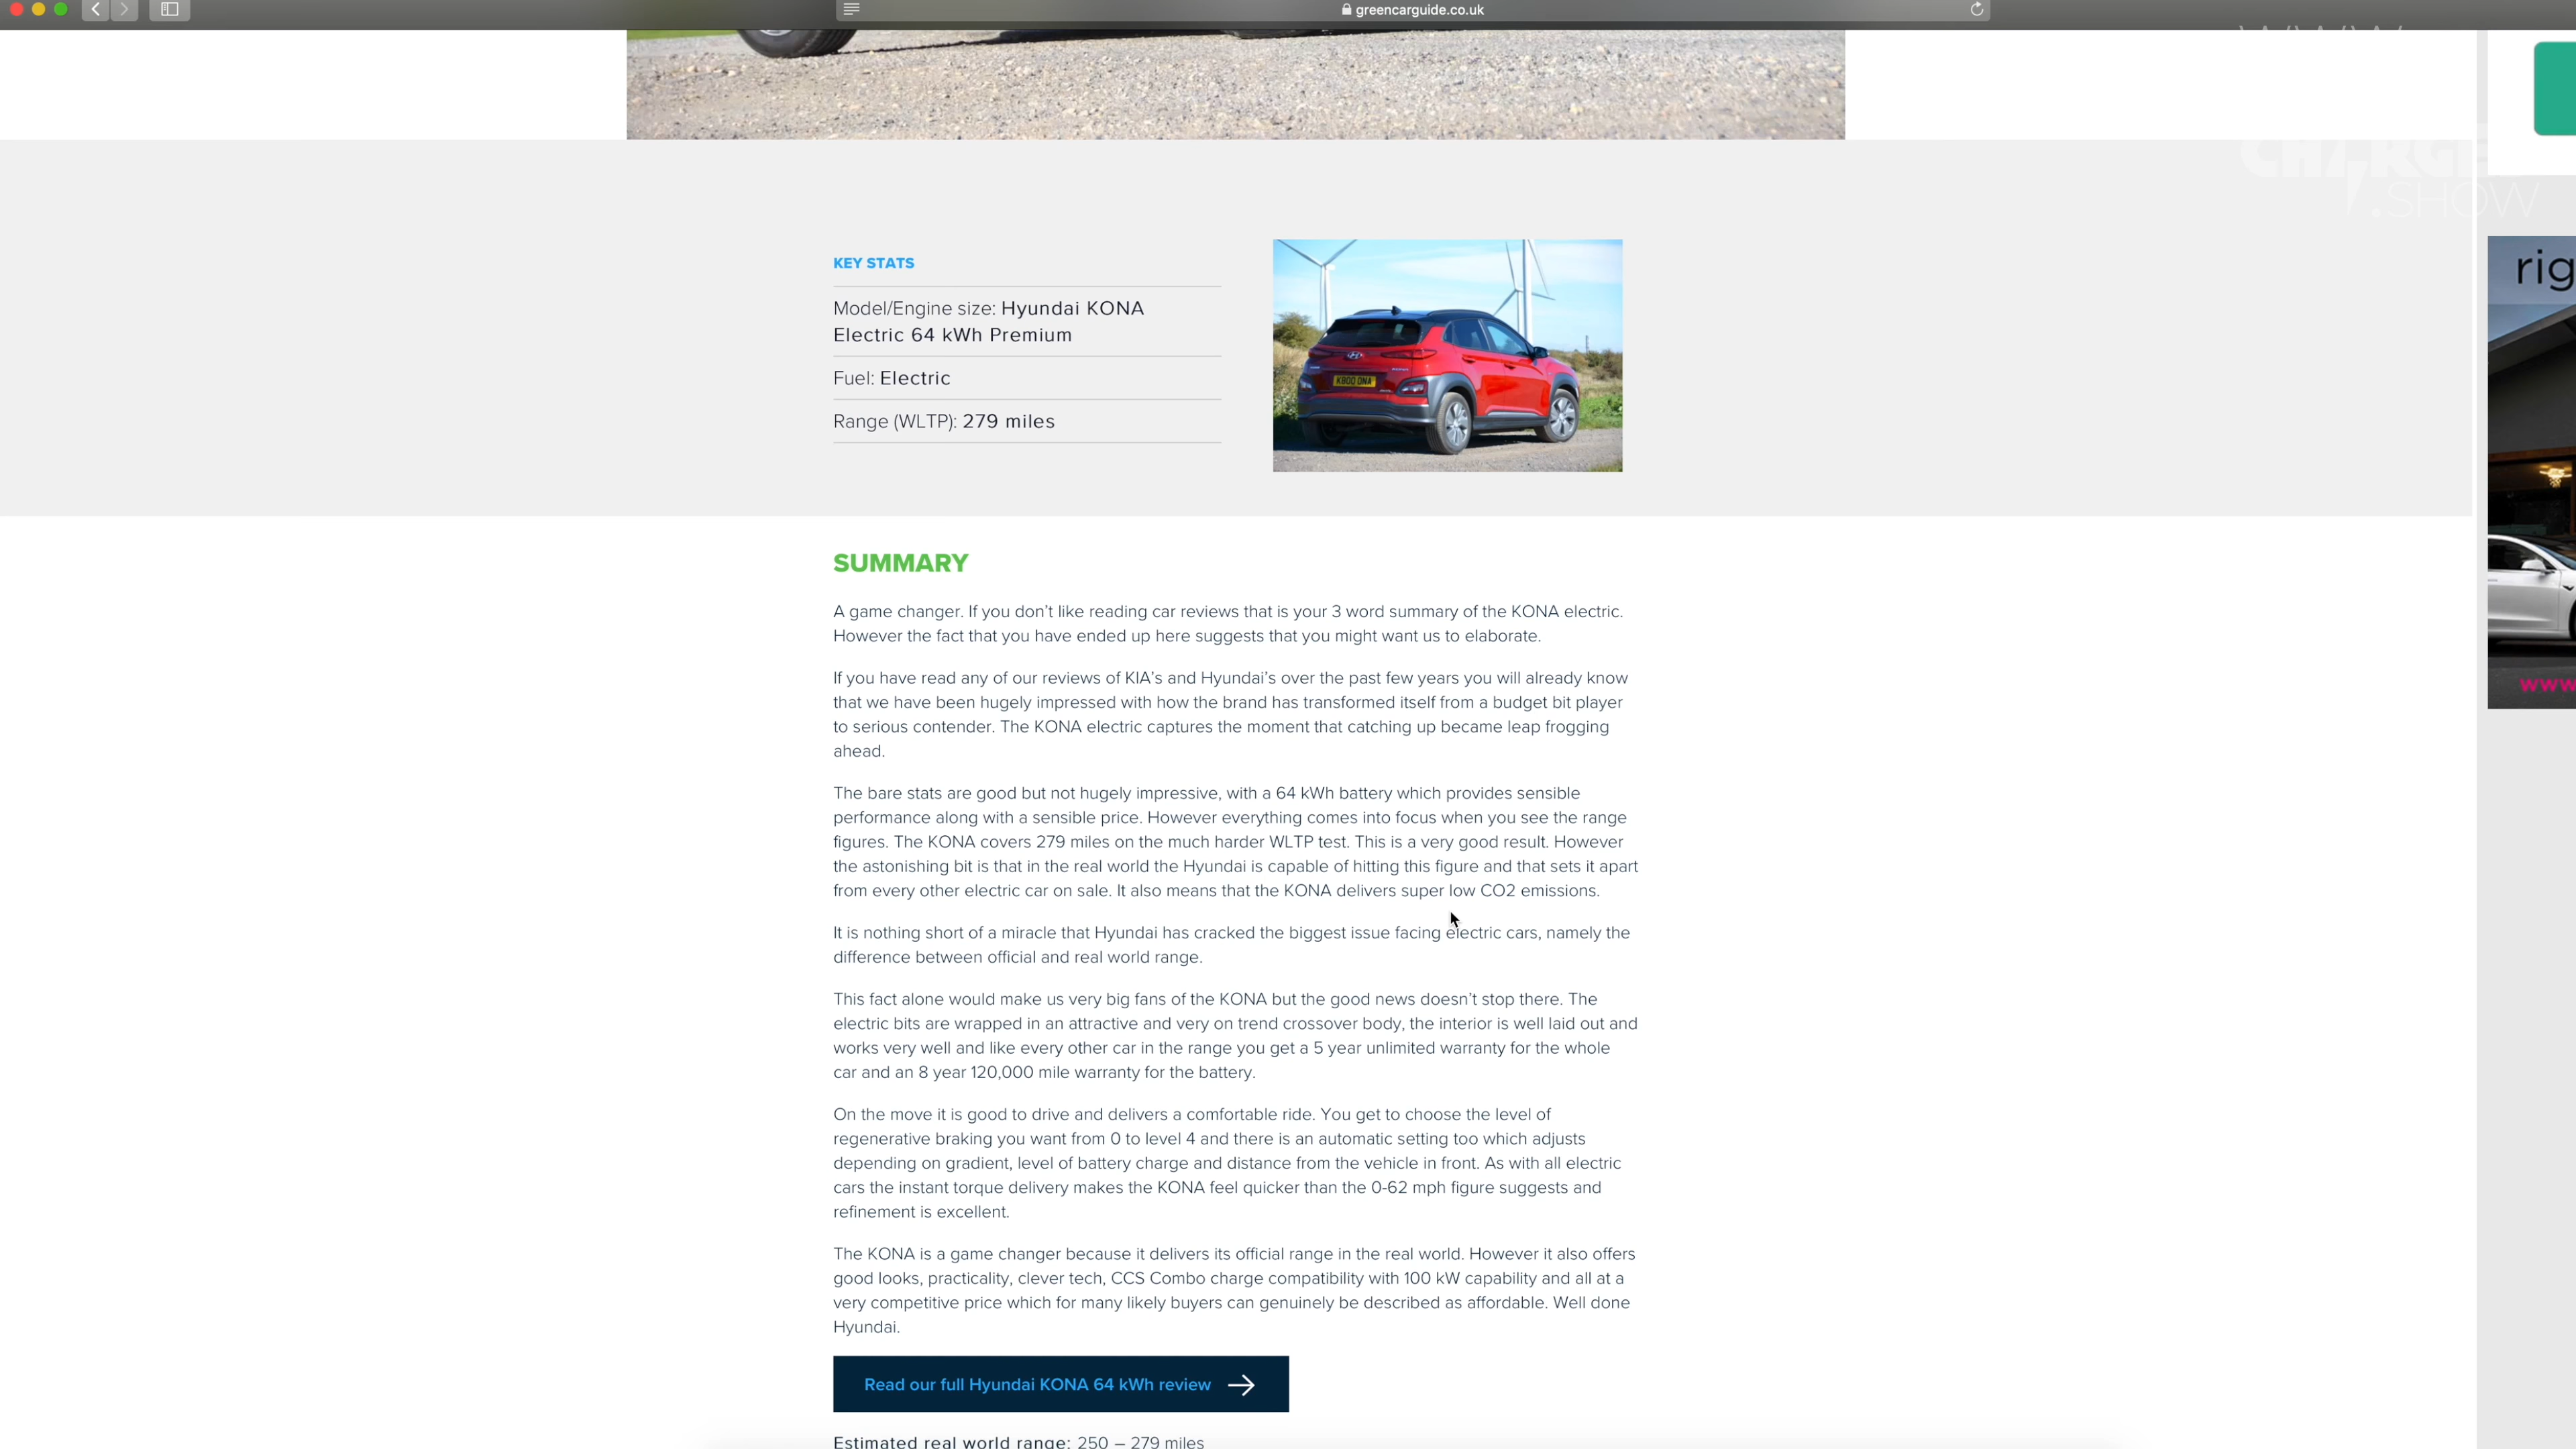 greencarguide.co.uk
CHARGE
.SHOW
KEY STATS
Model/Engine size: Hyundai KONA
Electric 64 kWh Premium
Fuel: Electric
Range (WLTP): 279 miles
K800 ONA
rig
www
SUMMARY
A game changer. If you don't like reading car reviews that is your 3 word summary of the KONA electric.
However the fact that you have ended up here suggests that you might want us to elaborate.
If you have read any of our reviews of KIA's and Hyundai's over the past few years you will already know
that we have been hugely impressed with how the brand has transformed itself from a budget bit player
to serious contender. The KONA electric captures the moment that catching up became leap frogging
ahead.
The bare stats are good but not hugely impressive, with a 64 kWh battery which provides sensible
performance along with a sensible price. However everything comes into focus when you see the range
figures. The KONA covers 279 miles on the much harder WLTP test. This is a very good result. However
the astonishing bit is that in the real world the Hyundai is capable of hitting this figure and that sets it apart
from every other electric car on sale. It also means that the KONA delivers super low CO2 emissions.
It is nothing short of a miracle that Hyundai has cracked the biggest issue facing electric cars, namely the
difference between official and real world range.
This fact alone would make us very big fans of the KONA but the good news doesn't stop there. The
electric bits are wrapped in an attractive and very on trend crossover body, the interior is well laid out and
works very well and like every other car in the range you get a 5 year unlimited warranty for the whole
car and an 8 year 120,000 mile warranty for the battery.
On the move it is good to drive and delivers a comfortable ride. You get to choose the level of
regenerative braking you want from 0 to level 4 and there is an automatic setting too which adjusts
depending on gradient, level of battery charge and distance from the vehicle in front. As with all electric
cars the instant torque delivery makes the KONA feel quicker than the 0-62 mph figure suggests and
refinement is excellent.
The KONA is a game changer because it delivers its official range in the real world. However it also offers
good looks, practicality, clever tech, CCS Combo charge compatibility with 100 kW capability and all at a
very competitive price which for many likely buyers can genuinely be described as affordable. Well done
Hyundai.
Read our full Hyundai KONA 64 kWh review
Estimated real world range: 250 – 279 miles